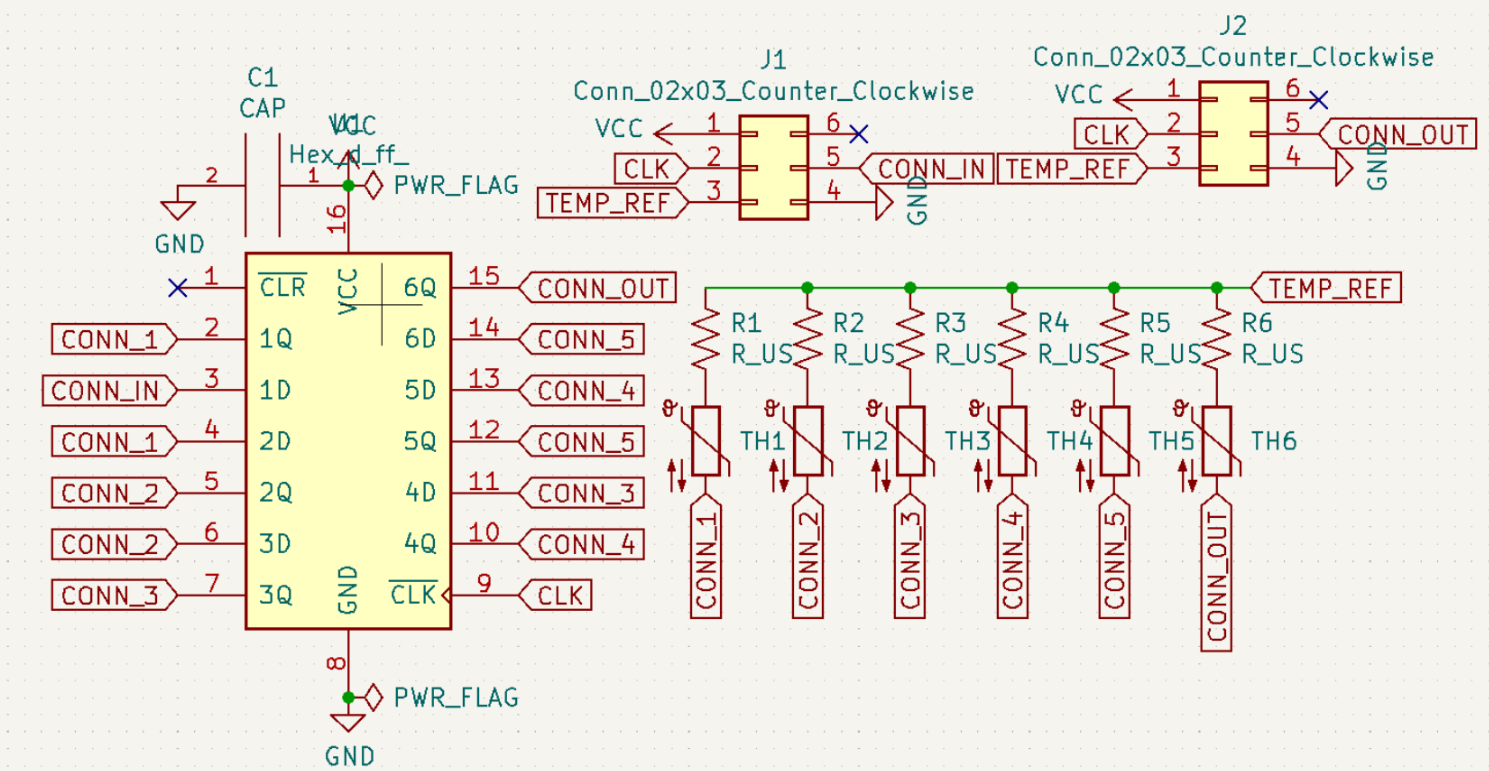 J2
Conn_02x03_Counter_Clockwise
J1
Conn_02x03_Counter_Clockwise
C1
CAP
VCC
U1
Hex_d_ff_
2
1
PWR_FLAG
GND
16
VCC
1
6
CLK
2
5
CONN_IN
TEMP_REF
3
4
GND
VCC
1
6
CLK
2
5
CONN_OUT
TEMP_REF
3
4
GND
1
CLR
VCC
6Q
15
CONN_OUT
CONN_1
2
1Q
6D
14
CONN_5
CONN_IN
3
1D
5D
13
CONN_4
CONN_1
4
2D
5Q
12
CONN_5
CONN_2
5
2Q
4D
11
CONN_3
CONN_2
6
3D
4Q
10
CONN_4
CONN_3
7
3Q
GND
CLK
9
CLK
8
PWR_FLAG
GND
TEMP_REF
R1
R_US
R2
R_US
R3
R_US
R4
R_US
R5
R_US
R6
R_US
ϑ
TH1
ϑ
TH2
ϑ
TH3
ϑ
TH4
ϑ
TH5
ϑ
TH6
CONN_1
CONN_2
CONN_3
CONN_4
CONN_5
CONN_OUT